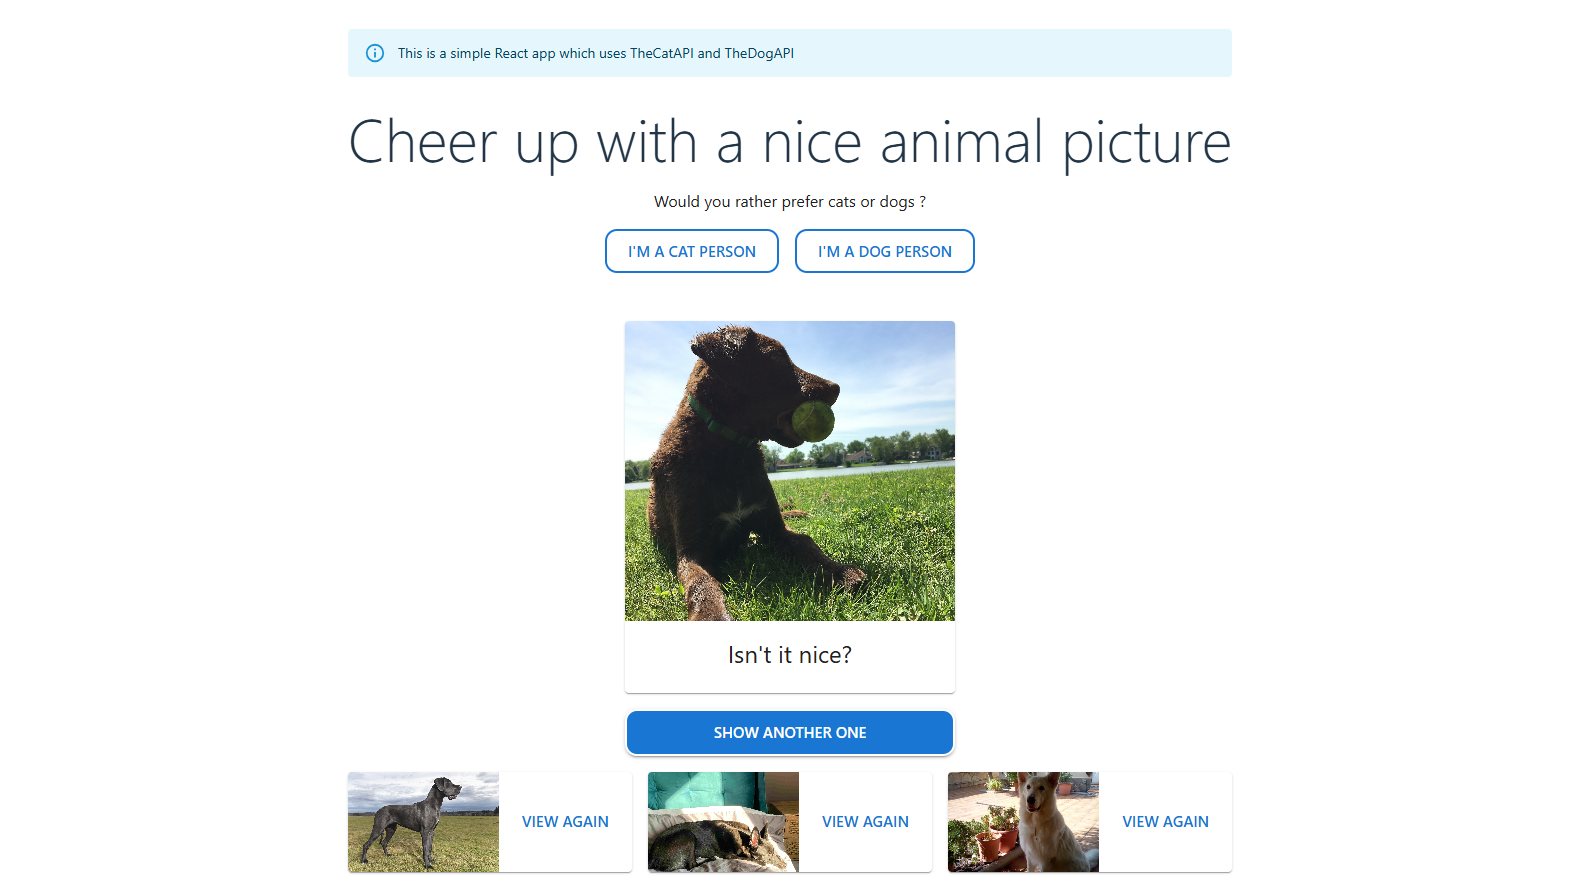 This is a simple React app which uses TheCatAPI and TheDogAPI
Cheer up with a nice animal picture
Would you rather prefer cats or dogs ?
I'M A CAT PERSON
I'M A DOG PERSON
Isn't it nice?
SHOW ANOTHER ONE
VIEW AGAIN
VIEW AGAIN
VIEW AGAIN